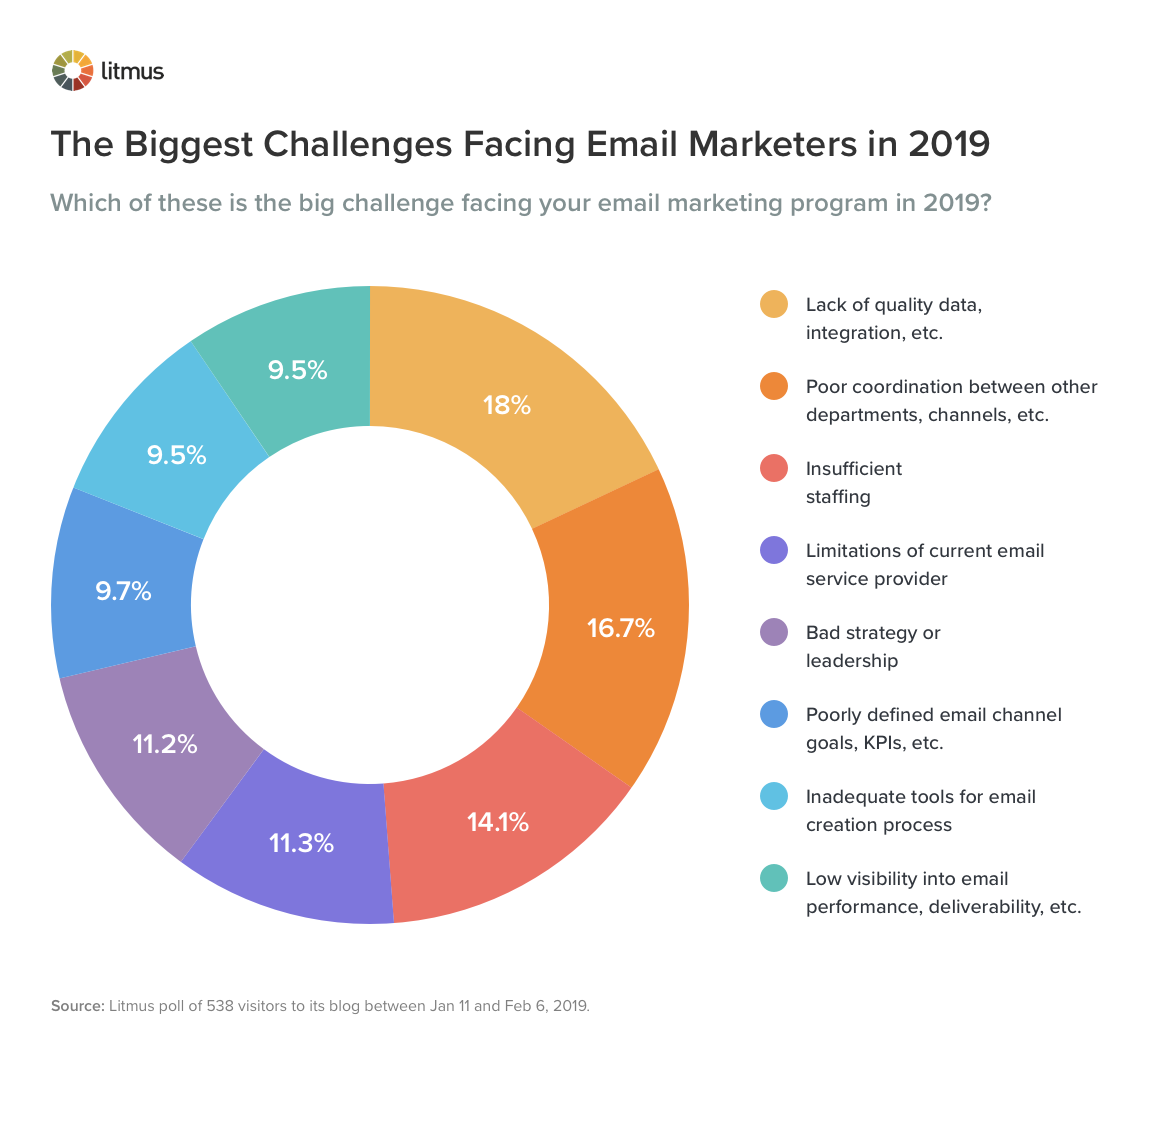 litmus
The Biggest Challenges Facing Email Marketers in 2019
Which of these is the big challenge facing your email marketing program in 2019?
18%
16.7%
14.1%
11.3%
11.2%
9.7%
9.5%
9.5%
Lack of quality data,
integration, etc.
Poor coordination between other
departments, channels, etc.
Insufficient
staffing
Limitations of current email
service provider
Bad strategy or
leadership
Poorly defined email channel
goals, KPIs, etc.
Inadequate tools for email
creation process
Low visibility into email
performance, deliverability, etc.
Source: Litmus poll of 538 visitors to its blog between Jan 11 and Feb 6, 2019.